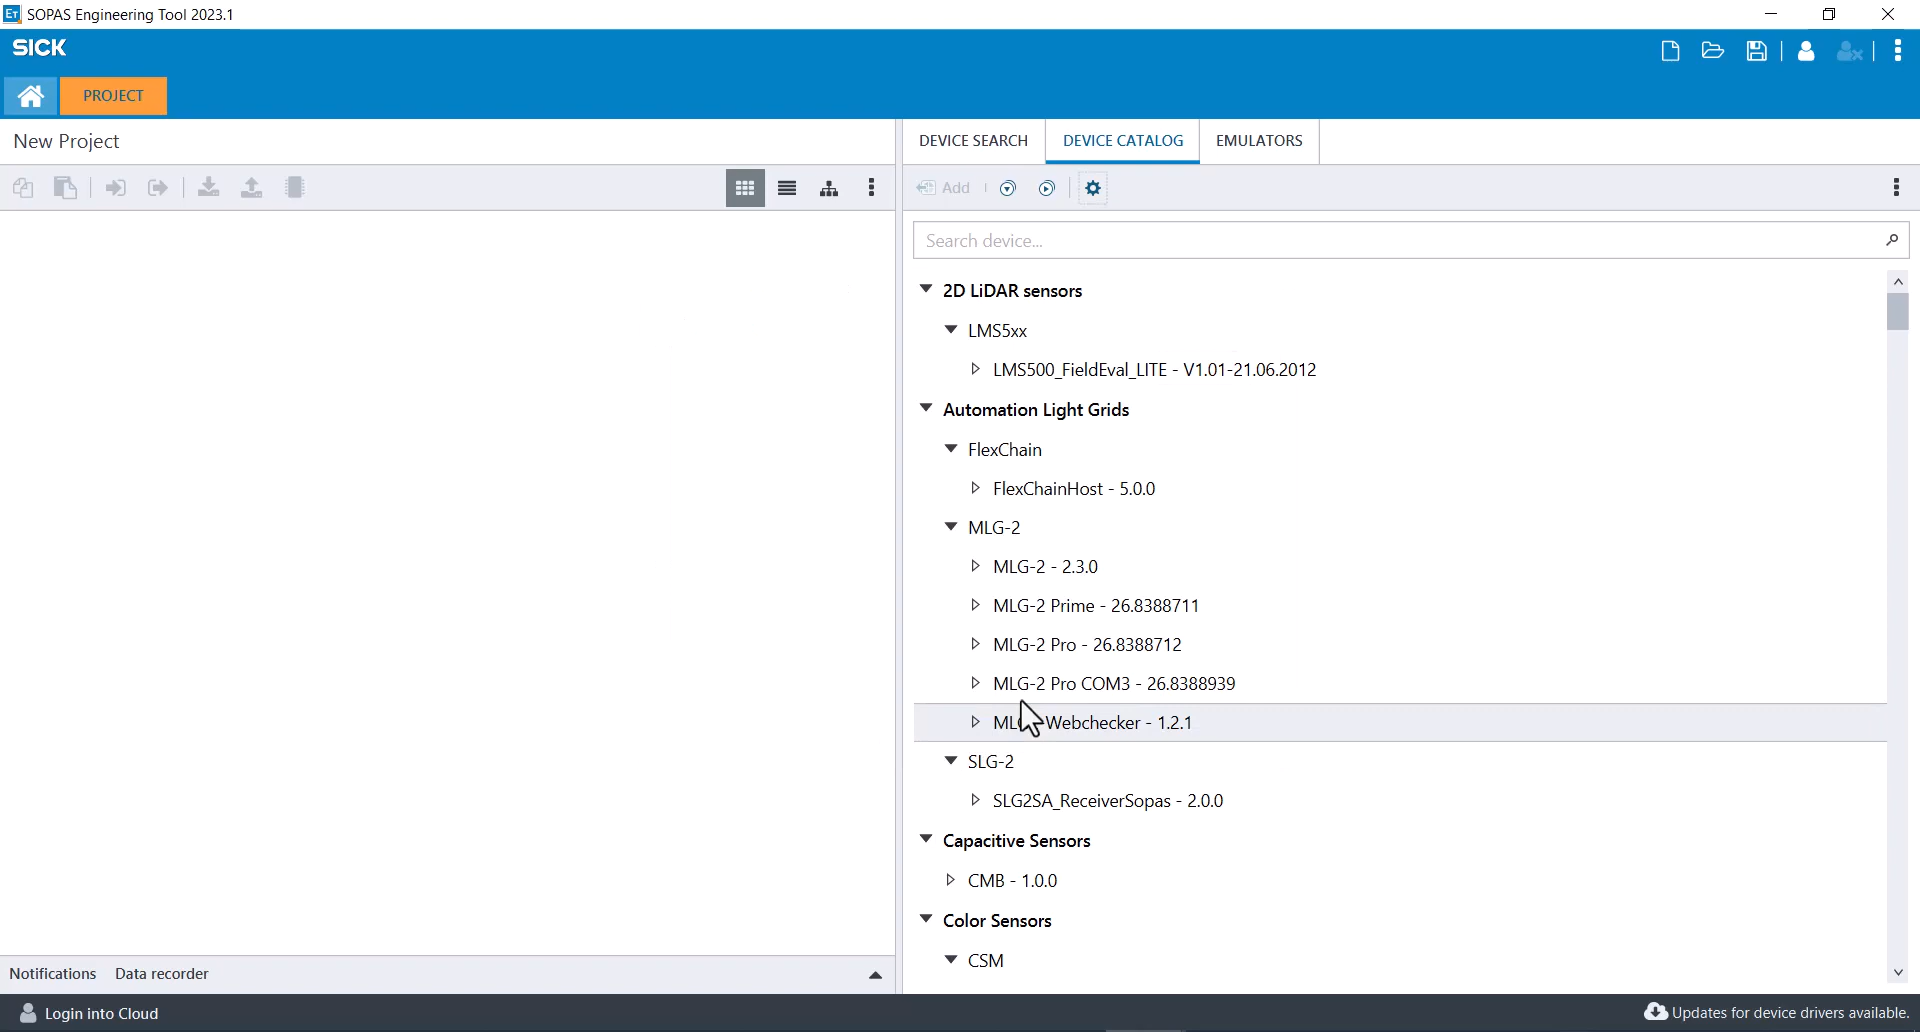 SOPAS Engineering Tool 2023.1
SICK
PROJECT
New Project
DEVICE SEARCH
DEVICE CATALOG
EMULATORS
Add
Search device...
2D LiDAR sensors
LMS5xx
LMS500_FieldEval_LITE - V1.01-21.06.2012
Automation Light Grids
FlexChain
FlexChainHost - 5.0.0
MLG-2
MLG-2 - 2.3.0
MLG-2 Prime - 26.8388711
MLG-2 Pro - 26.8388712
MLG-2 Pro COM3 - 26.8388939
Webchecker - 1.2.1
SLG-2
SLG2SA_ReceiverSopas - 2.0.0
Capacitive Sensors
CMB - 1.0.0
Color Sensors
CSM
Notifications Data recorder
Login into Cloud
Updates for device drivers available.